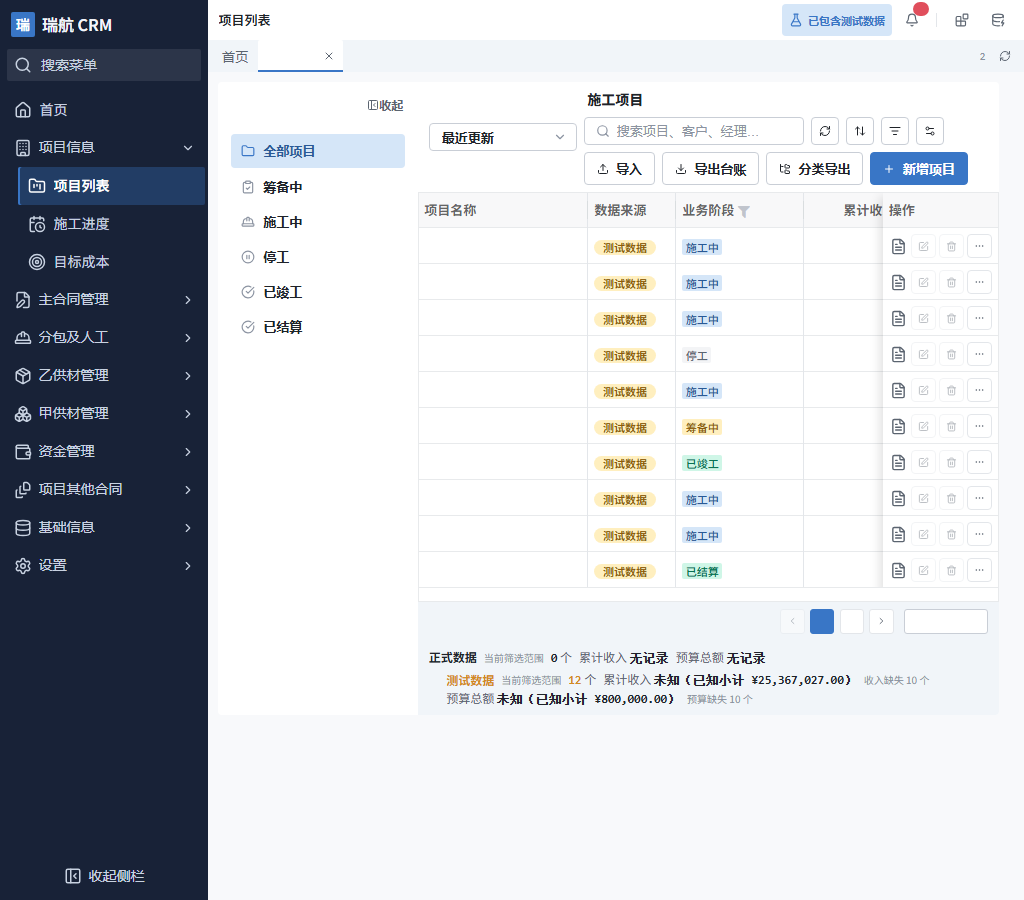 瑞 瑞航 CRM
搜索菜单
首页
项目信息
项目列表
施工进度
目标成本
主合同管理
分包及人工
乙供材管理
甲供材管理
资金管理
项目其他合同
基础信息
设置
收起侧栏
项目列表
已包含测试数据
首页
2
收起
全部项目
筹备中
施工中
停工
已竣工
已结算
施工项目
最近更新
搜索项目、客户、经理...
导入 导出台账 分类导出 新增项目
项目名称 数据来源 业务阶段 累计收 操作
测试数据 施工中
测试数据 施工中
测试数据 施工中
测试数据 停工
测试数据 施工中
测试数据 筹备中
测试数据 已竣工
测试数据 施工中
测试数据 施工中
测试数据 已结算
正式数据 当前筛选范围 0 个 累计收入 无记录 预算总额 无记录
测试数据 当前筛选范围 12 个 累计收入 未知（已知小计 ¥25,367,027.00） 收入缺失 10 个
预算总额 未知（已知小计 ¥800,000.00） 预算缺失 10 个